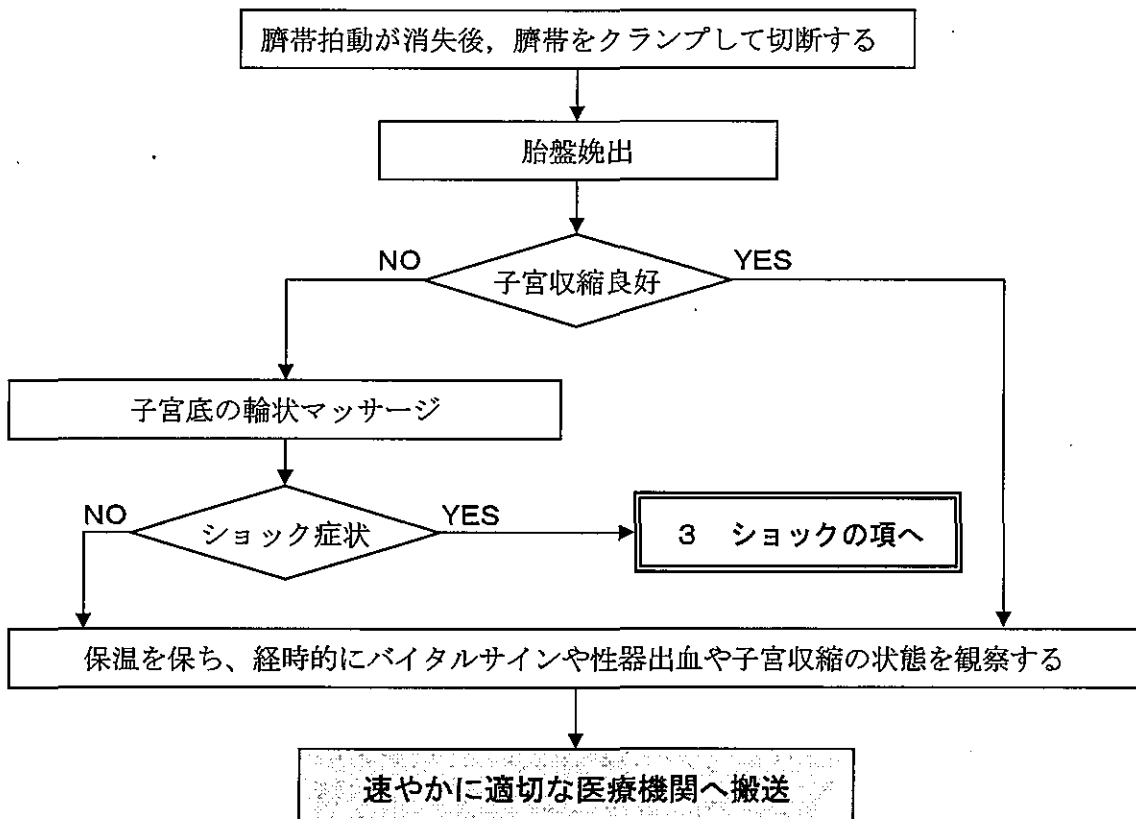 臍帯拍動が消失後，臍帯をクランプして切断する
胎盤娩出
NO
YES
子宮収縮良好
子宮底の輪状マッサージ
NO
YES
ショック症状
3　ショックの項へ
保温を保ち、経時的にバイタルサインや性器出血や子宮収縮の状態を観察する
速やかに適切な医療機関へ搬送